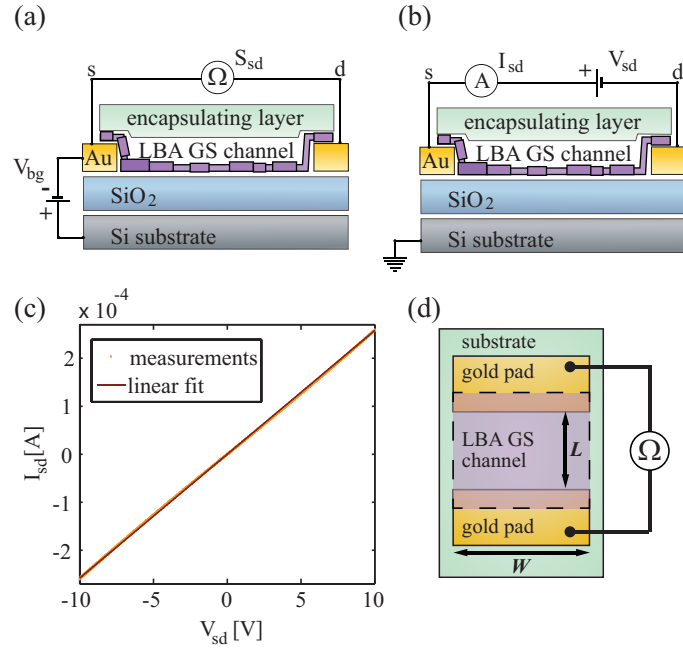 (a)
S_sd
s
Ω
d
encapsulating layer
Au
LBA GS channel
V_bg
-
+
SiO₂
Si substrate
(b)
I_sd
V_sd
s
A
+
d
encapsulating layer
Au
LBA GS channel
SiO₂
Si substrate
(c)
x 10⁻⁴
2
1
0
-1
-2
I_sd [A]
measurements
linear fit
-10
-5
0
5
10
V_sd [V]
(d)
substrate
gold pad
LBA GS
channel
L
Ω
gold pad
W